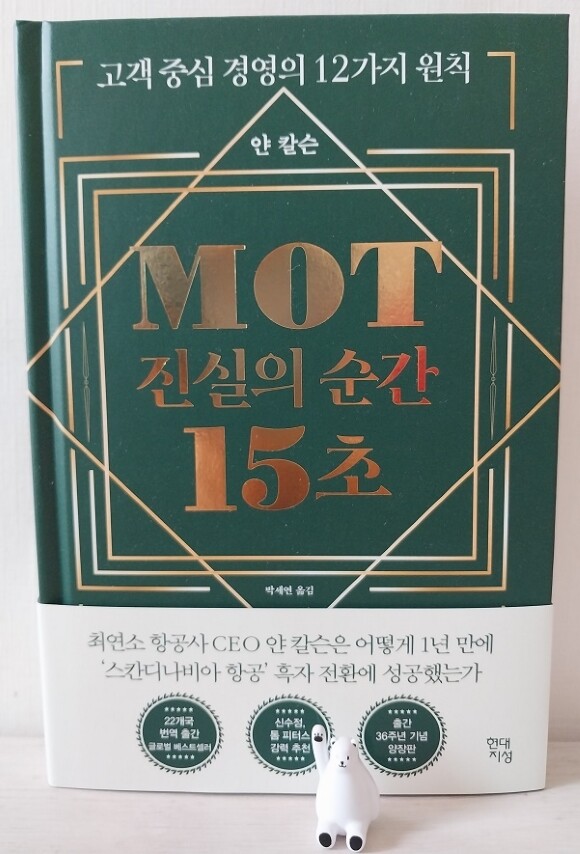 고객 중심 경영의 12가지 원칙
얀 칼슨
MOT
진실의 순간
15초
박세연 옮김
최연소 항공사 CEO 얀 칼슨은 어떻게 1년 만에
'스칸디나비아 항공' 흑자 전환에 성공했는가
22개국
번역 출간
글로벌 베스트셀러
신수정,
톰 피터스
강력 추천
출간
36주년 기념
양장판
현대
지성